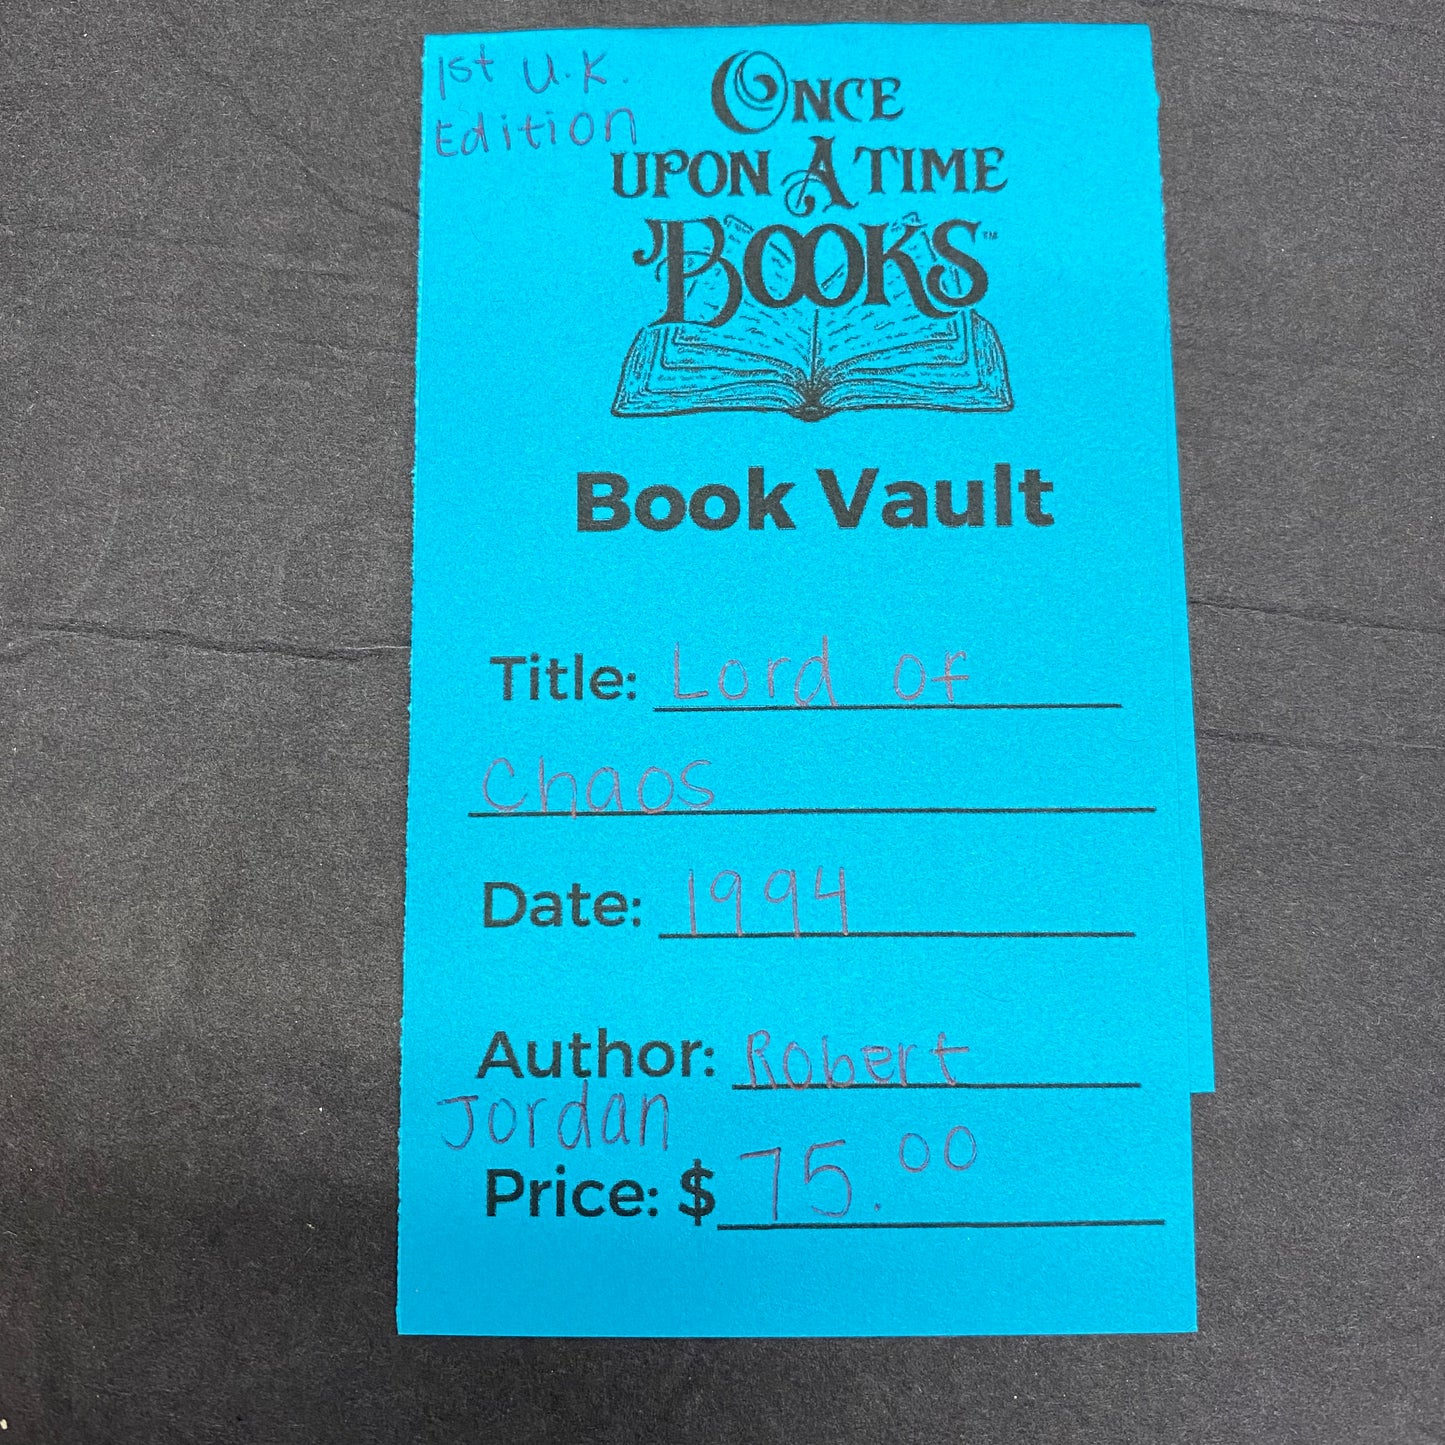 1st U.K.
Edition
ONCE
UPON A TIME
BOOKS™
Book Vault
Title: Lord of
Chaos
Date: 1994
Author: Robert
Jordan
Price: $75.00